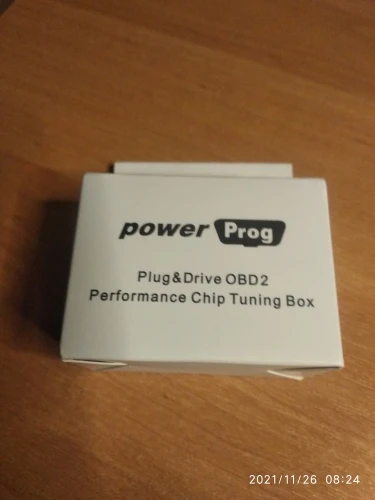 power Prog
Plug&Drive OBD2
Performance Chip Tuning Box
2021/11/26 08:24